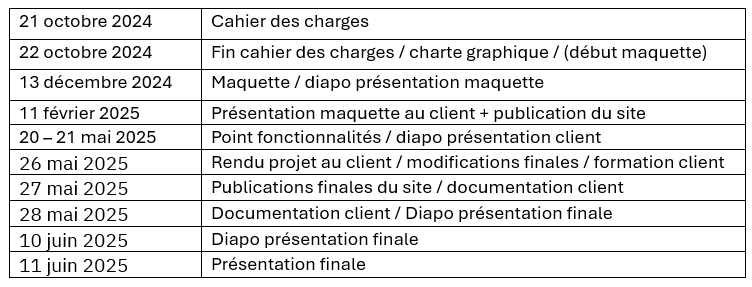 21 octobre 2024 Cahier des charges
22 octobre 2024 Fin cahier des charges / charte graphique / (début maquette)
13 décembre 2024 Maquette / diapo présentation maquette
11 février 2025 Présentation maquette au client + publication du site
20 – 21 mai 2025 Point fonctionnalités / diapo présentation client
26 mai 2025 Rendu projet au client / modifications finales / formation client
27 mai 2025 Publications finales du site / documentation client
28 mai 2025 Documentation client / Diapo présentation finale
10 juin 2025 Diapo présentation finale
11 juin 2025 Présentation finale